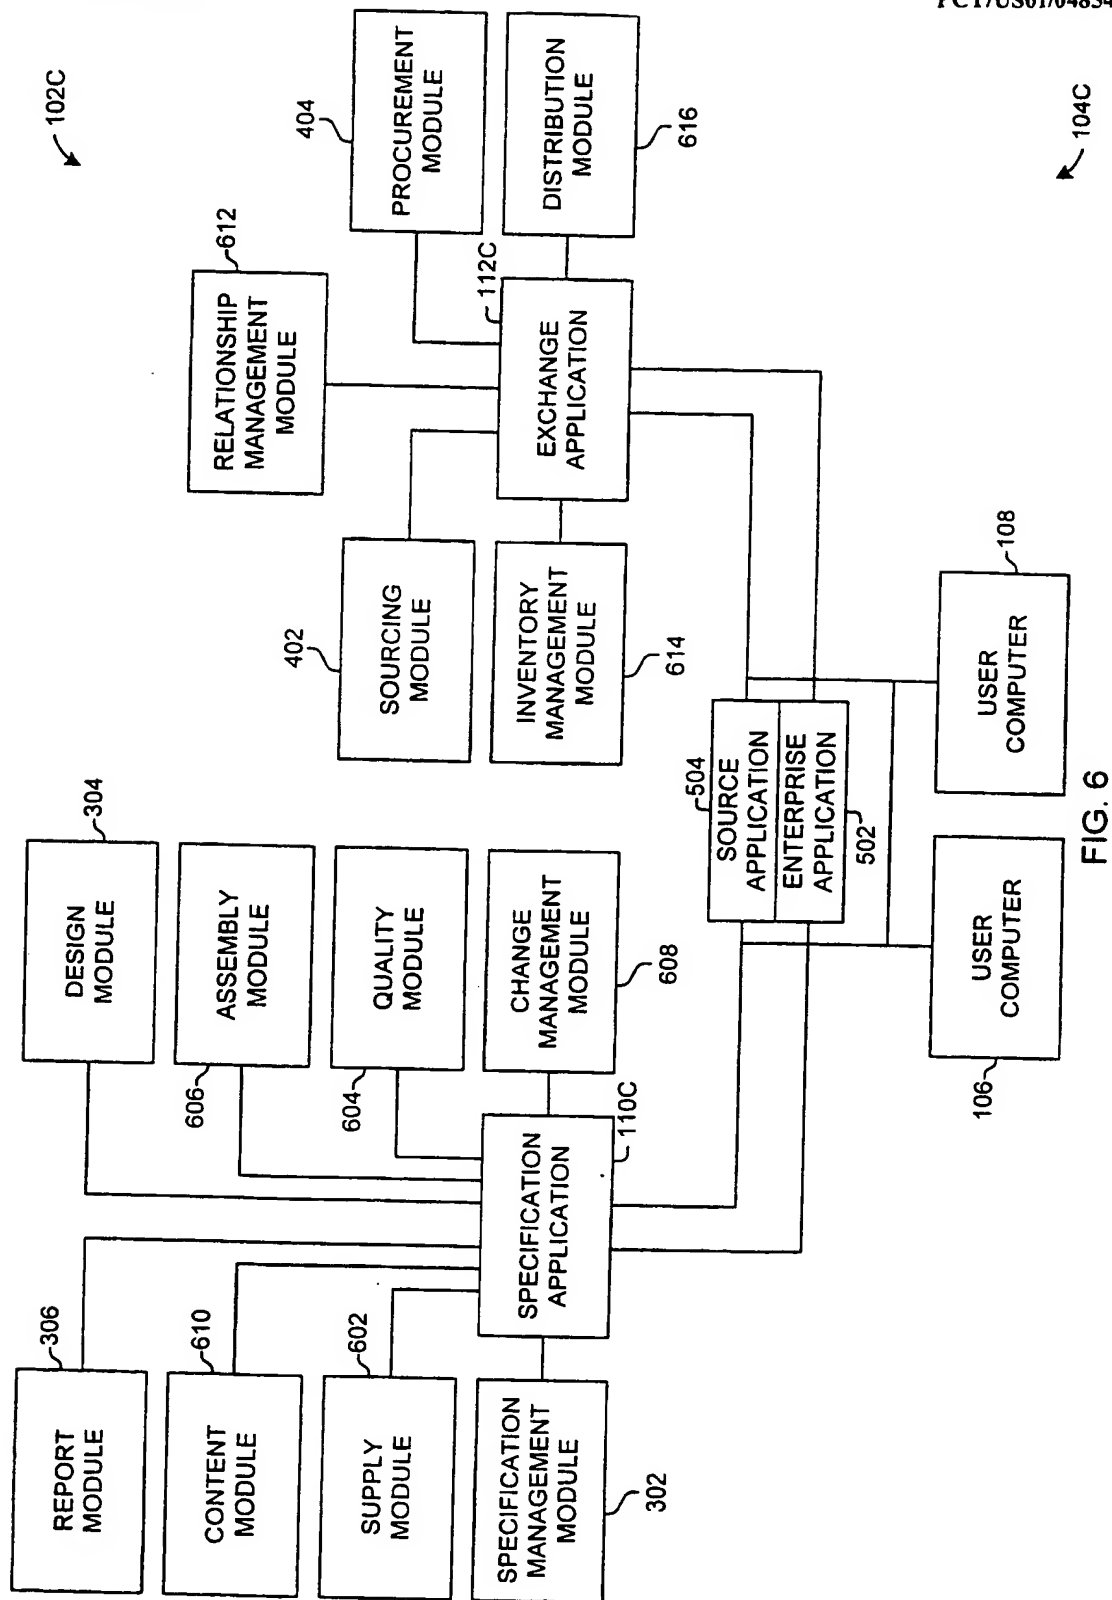 PCT/US01/04834
102C
306
REPORT
MODULE
304
DESIGN
MODULE
610
CONTENT
MODULE
606
ASSEMBLY
MODULE
612
RELATIONSHIP
MANAGEMENT
MODULE
602
SUPPLY
MODULE
604
QUALITY
MODULE
402
SOURCING
MODULE
404
PROCUREMENT
MODULE
SPECIFICATION
MANAGEMENT
MODULE
302
SPECIFICATION
APPLICATION
110C
CHANGE
MANAGEMENT
MODULE
608
INVENTORY
MANAGEMENT
MODULE
614
112C
EXCHANGE
APPLICATION
DISTRIBUTION
MODULE
616
504
SOURCE
APPLICATION
ENTERPRISE
APPLICATION
502
106
USER
COMPUTER
108
USER
COMPUTER
104C
FIG. 6